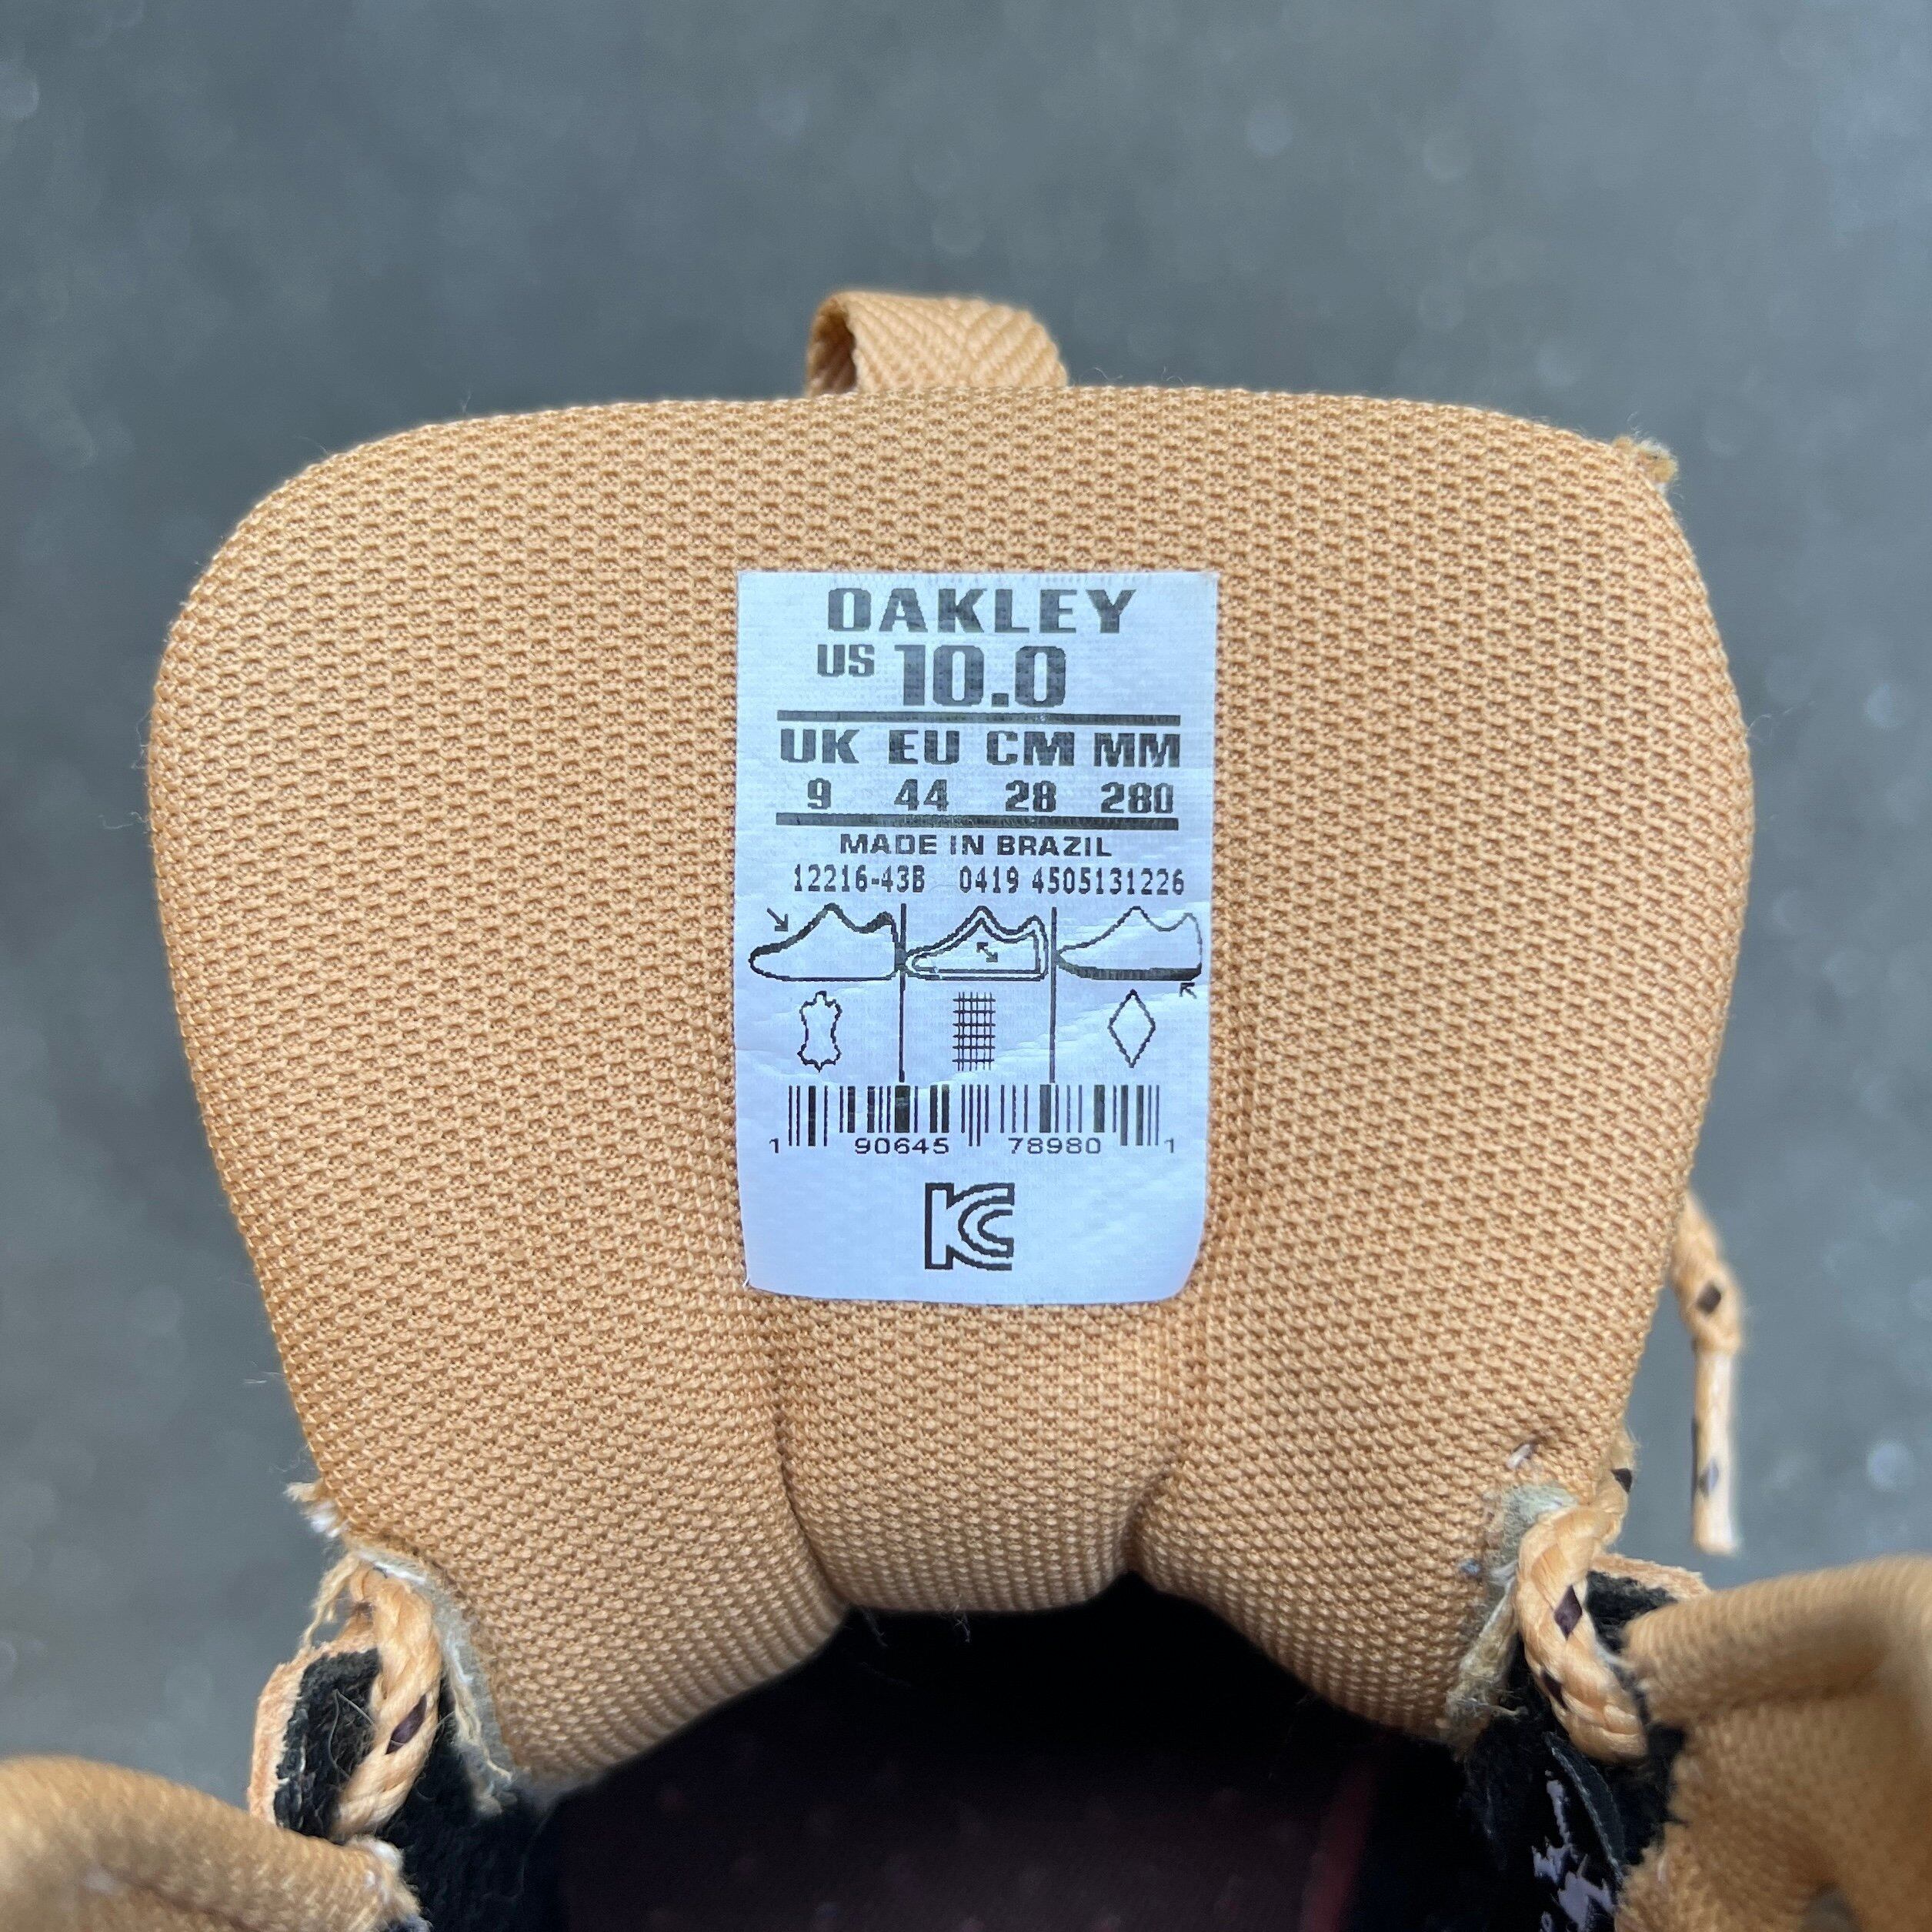 OAKLEY
US 10.0
UK EU CM MM
9 44 28 280
MADE IN BRAZIL
12216-43B 0419 4505131226
1 90645 78980 1
KC